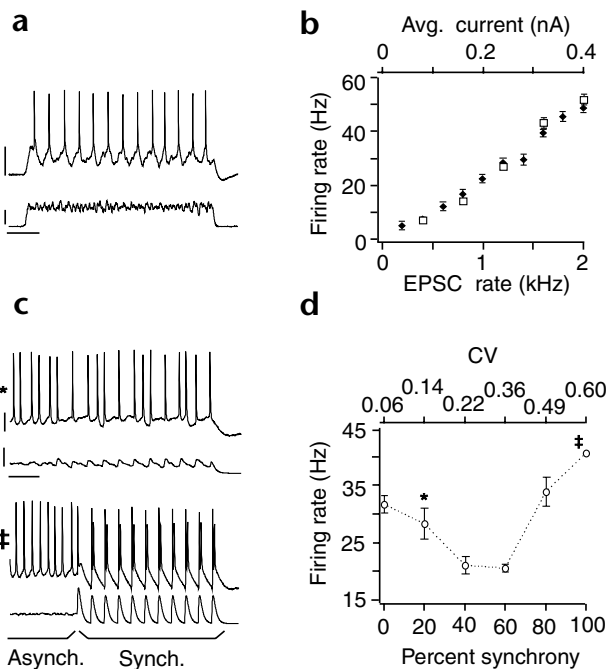 a
b
Avg. current (nA)
0 0.2 0.4
60
40
20
0
Firing rate (Hz)
0 1 2
EPSC rate (kHz)
c
*
‡
Asynch. Synch.
d
CV
0.06 0.14 0.22 0.36 0.49 0.60
45
35
25
15
Firing rate (Hz)
*
‡
0 20 40 60 80 100
Percent synchrony